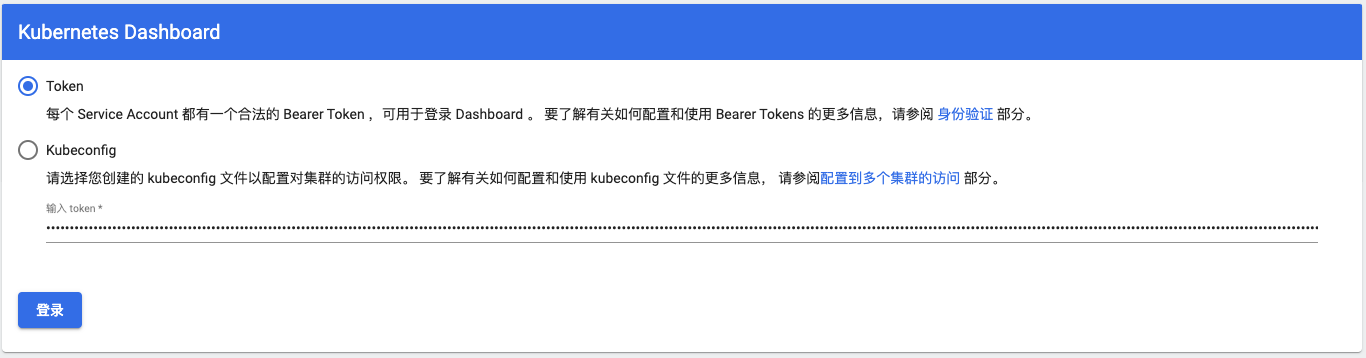 Kubernetes Dashboard
Token
每个 Service Account 都有一个合法的 Bearer Token ，可用于登录 Dashboard 。 要了解有关如何配置和使用 Bearer Tokens 的更多信息，请参阅 身份验证 部分。
Kubeconfig
请选择您创建的 kubeconfig 文件以配置对集群的访问权限。 要了解有关如何配置和使用 kubeconfig 文件的更多信息， 请参阅配置到多个集群的访问 部分。
输入 token *
登录